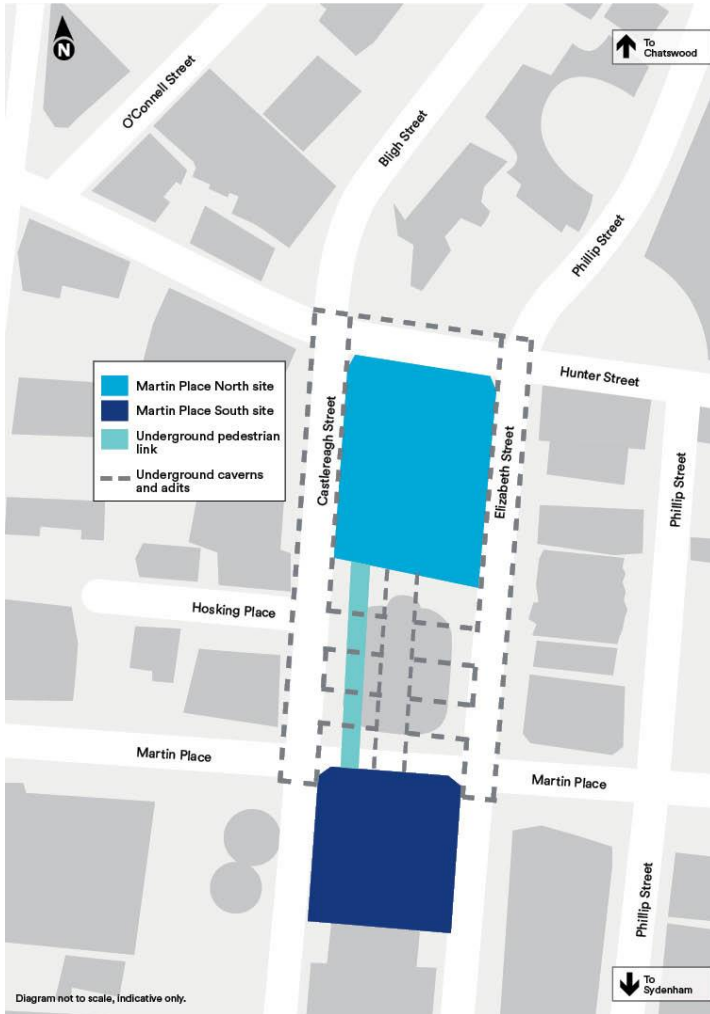 N
To
Chatswood
O'Connell Street
Bligh Street
Phillip Street
Hunter Street
Martin Place North site
Martin Place South site
Underground pedestrian
link
Underground caverns
and adits
Castlereagh Street
Elizabeth Street
Phillip Street
Hosking Place
Martin Place
Martin Place
Phillip Street
To
Sydenham
Diagram not to scale, indicative only.